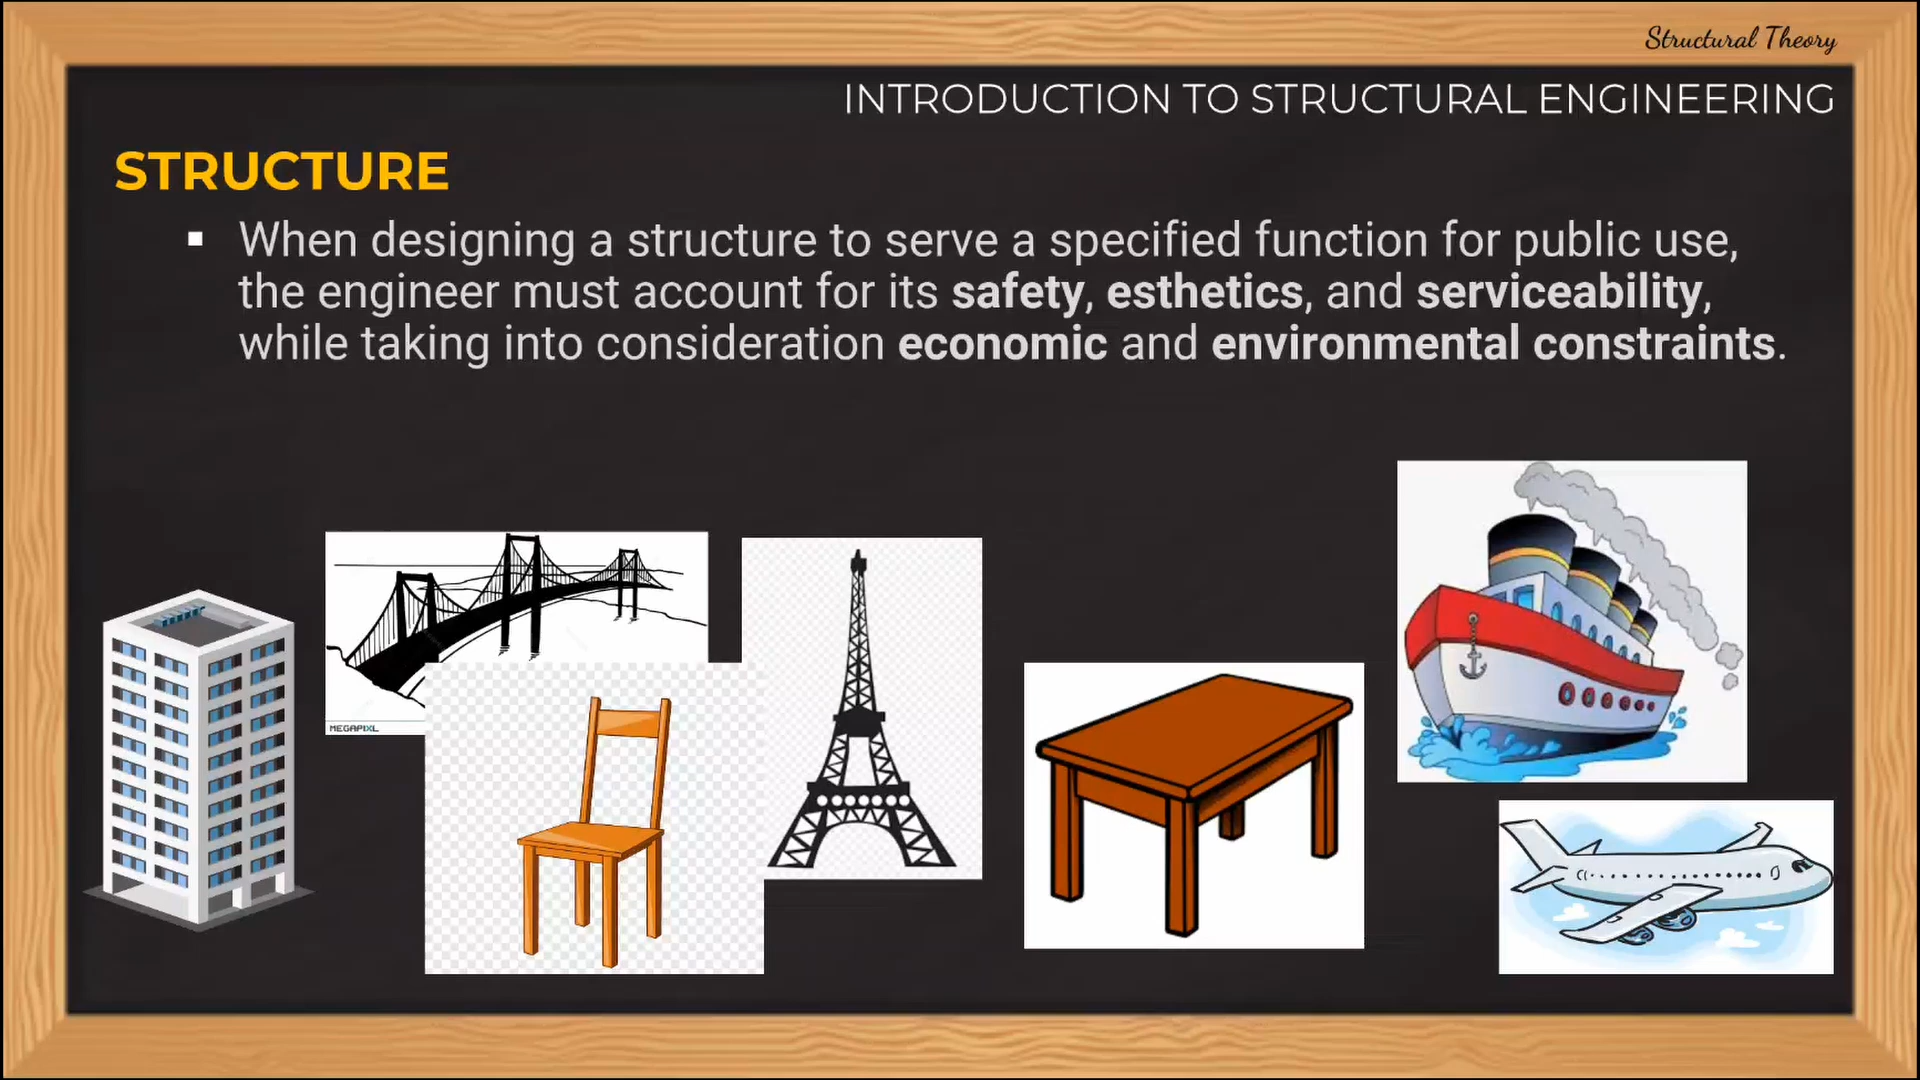 Structural Theory
INTRODUCTION TO STRUCTURAL ENGINEERING
STRUCTURE
▪ When designing a structure to serve a specified function for public use,
the engineer must account for its safety, esthetics, and serviceability,
while taking into consideration economic and environmental constraints.
MEGAPIXL